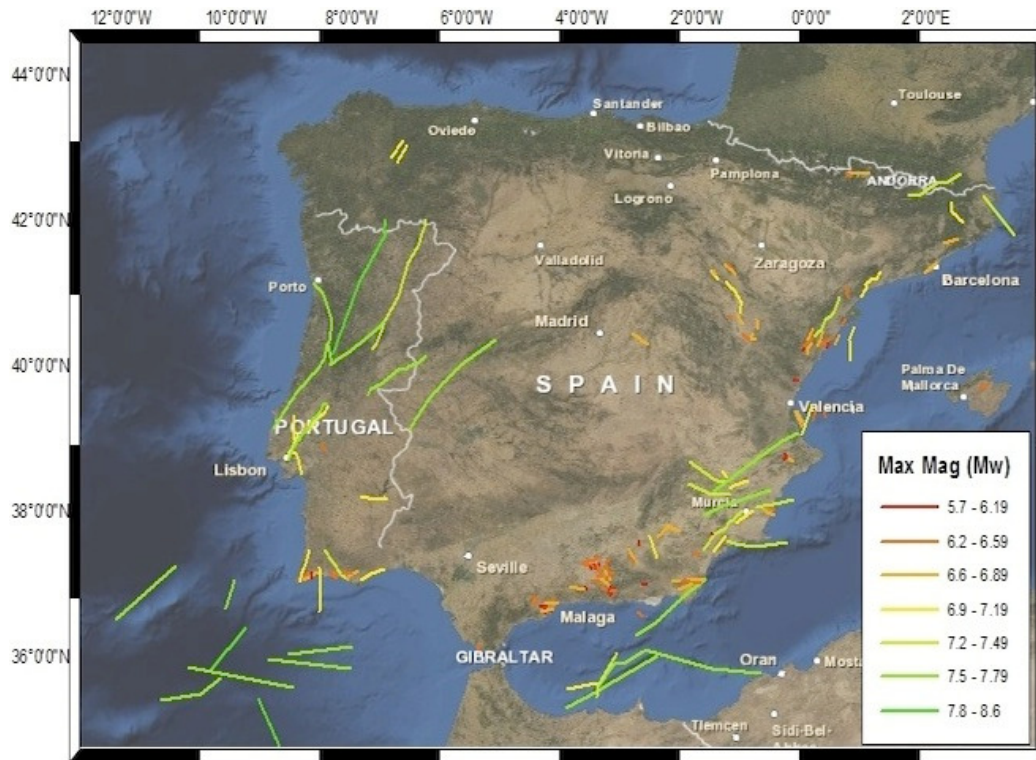 12°0'0"W 10°0'0"W 8°0'0"W 6°0'0"W 4°0'0"W 2°0'0"W 0°0'0" 2°0'0"E
44°0'0"N
42°0'0"N
40°0'0"N
38°0'0"N
36°0'0"N
Toulouse
Santander
Oviedo
Bilbao
Vitoria
Pamplona
ANDORRA
Logrono
Valladolid
Zaragoza
Barcelona
Porto
Madrid
SPAIN
Palma De
Mallorca
Valencia
PORTUGAL
Lisbon
Murcia
Seville
Malaga
GIBRALTAR
Oran
Mosta
Tlemcen
Sidi-Bel-
Max Mag (Mw)
5.7 - 6.19
6.2 - 6.59
6.6 - 6.89
6.9 - 7.19
7.2 - 7.49
7.5 - 7.79
7.8 - 8.6